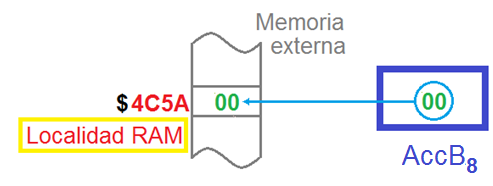 Memoria
externa
$4C5A 00 00
Localidad RAM
AccB8